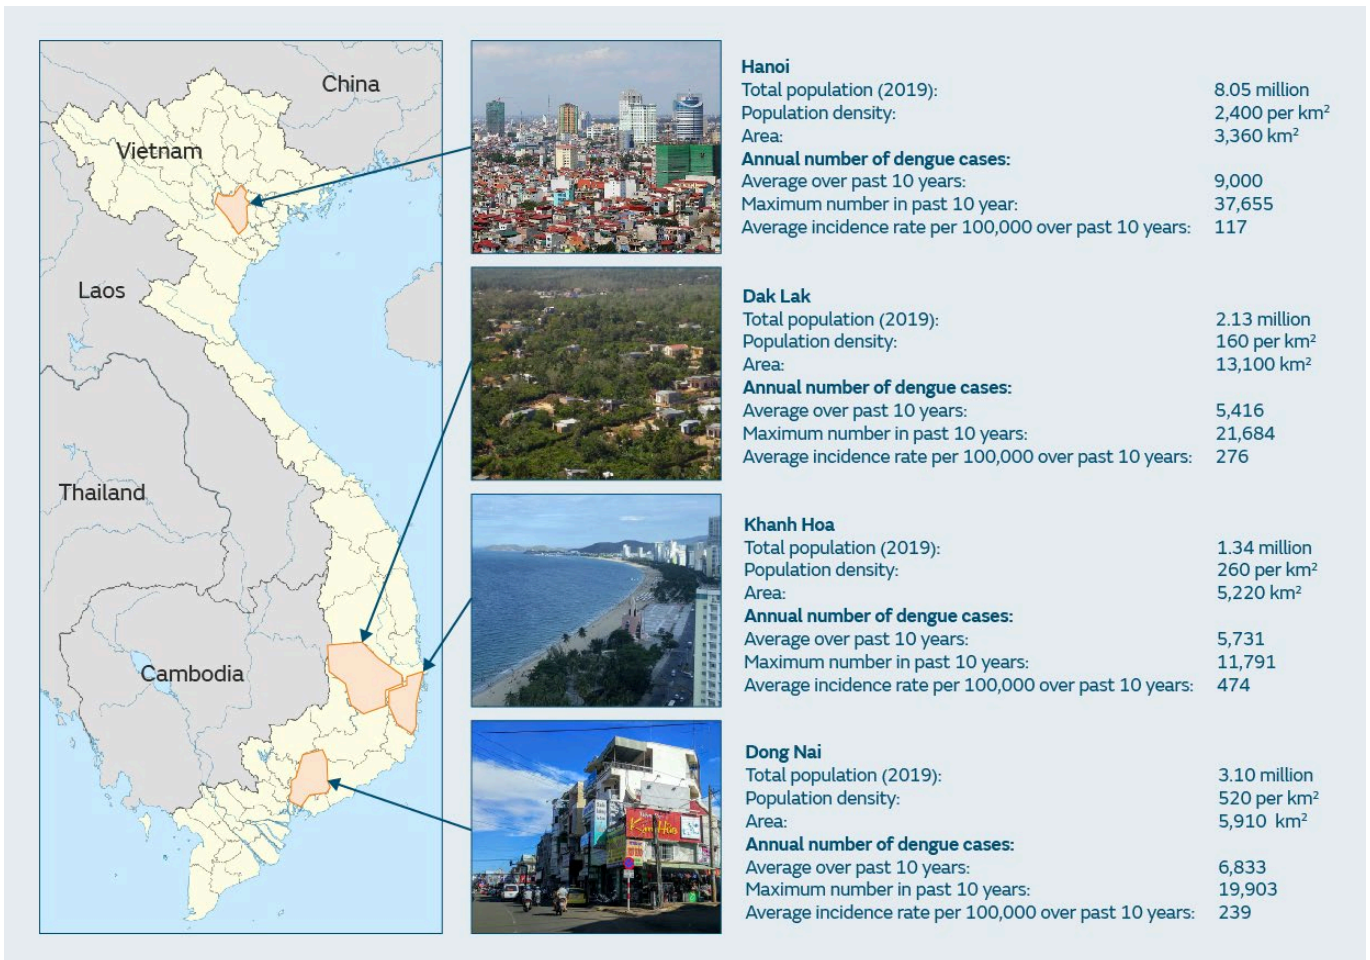 China
Vietnam
Laos
Thailand
Cambodia
Hanoi
Total population (2019): 8.05 million
Population density: 2,400 per km²
Area: 3,360 km²
Annual number of dengue cases:
Average over past 10 years: 9,000
Maximum number in past 10 year: 37,655
Average incidence rate per 100,000 over past 10 years: 117
Dak Lak
Total population (2019): 2.13 million
Population density: 160 per km²
Area: 13,100 km²
Annual number of dengue cases:
Average over past 10 years: 5,416
Maximum number in past 10 years: 21,684
Average incidence rate per 100,000 over past 10 years: 276
Khanh Hoa
Total population (2019): 1.34 million
Population density: 260 per km²
Area: 5,220 km²
Annual number of dengue cases:
Average over past 10 years: 5,731
Maximum number in past 10 years: 11,791
Average incidence rate per 100,000 over past 10 years: 474
Kim Hữu
Dong Nai
Total population (2019): 3.10 million
Population density: 520 per km²
Area: 5,910 km²
Annual number of dengue cases:
Average over past 10 years: 6,833
Maximum number in past 10 years: 19,903
Average incidence rate per 100,000 over past 10 years: 239